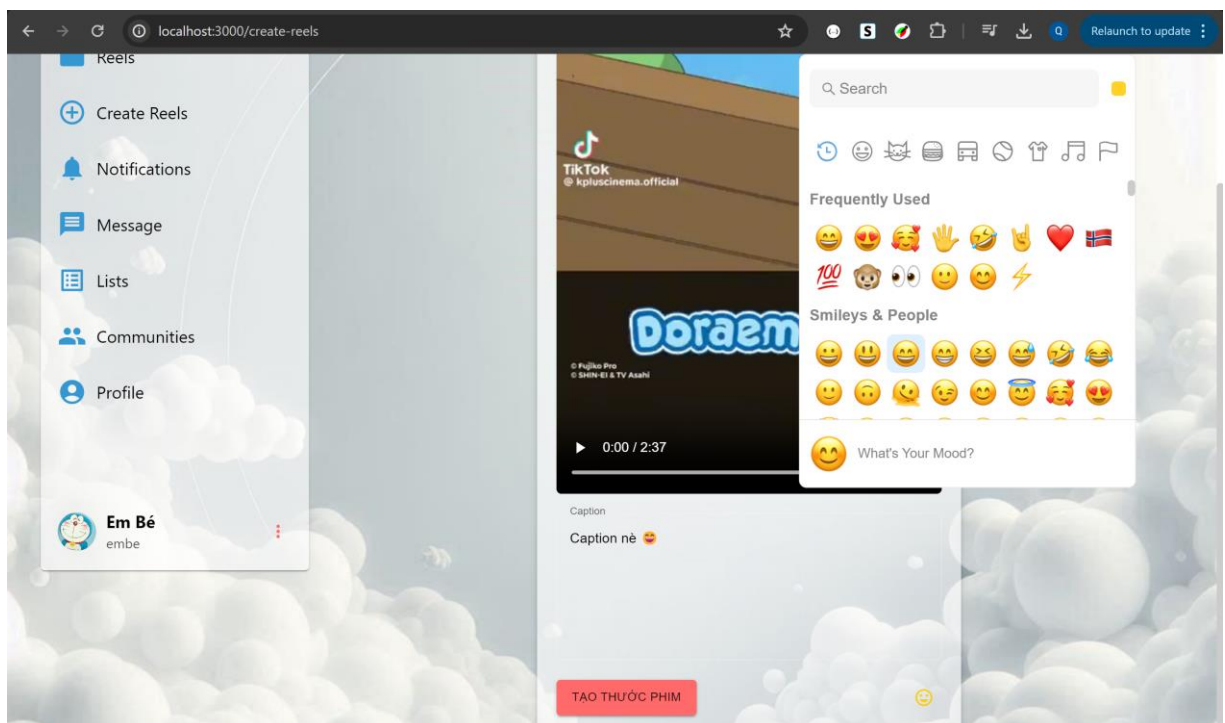 localhost:3000/create-reels
Relaunch to update
Q
S
Reels
Create Reels
Notifications
Message
Lists
Communities
Profile
Em Bé
embe
TikTok
@ kpluscinema.official
Doraem
© Fujiko Pro
© SHIN-EI & TV Asahi
0:00 / 2:37
Caption
Caption nè 😄
TẠO THƯỚC PHIM
Search
Frequently Used
100
Smileys & People
What's Your Mood?